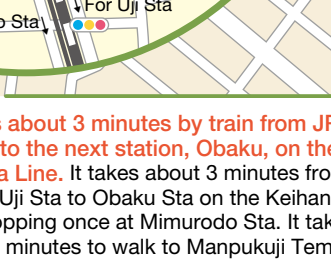 For Uji Sta
o Sta
s about 3 minutes by train from JR
to the next station, Obaku, on the
a Line. It takes about 3 minutes fro
Uji Sta to Obaku Sta on the Keihan
opping once at Mimurodo Sta. It tak
minutes to walk to Manpukuji Tem